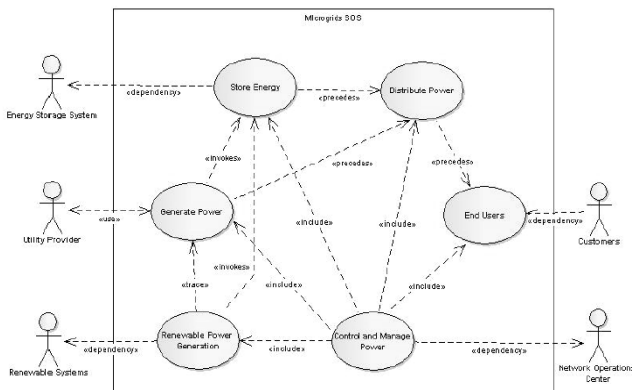 Microgrids SOS
Store Energy
Distribute Power
«dependency»
«precedes»
Energy Storage System
«invokes»
«precedes»
«precedes»
Generate Power
End Users
«use»
«include»
«include»
«dependency»
Utility Provider
Customers
«trace»
«invokes»
«include»
«include»
Renewable Power
Generation
Control and Manage
Power
«dependency»
«include»
«dependency»
Renewable Systems
Network Operations
Center